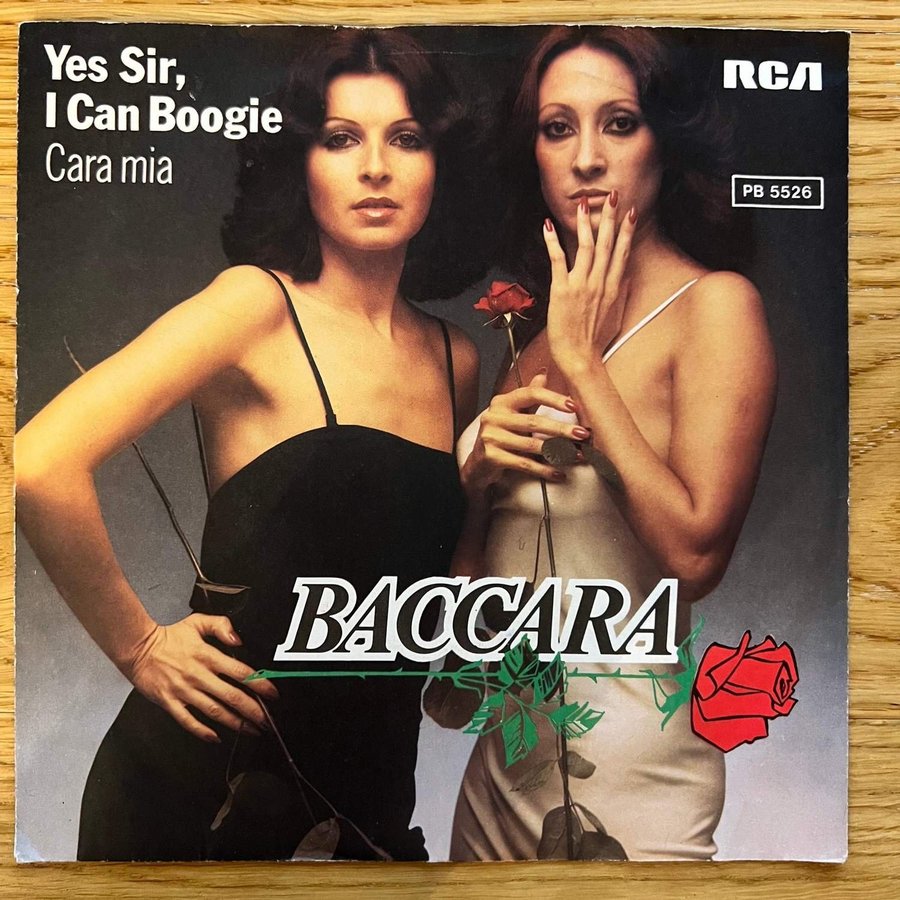 Yes Sir,
I Can Boogie
Cara mia
RCA
PB 5526
BACCARA